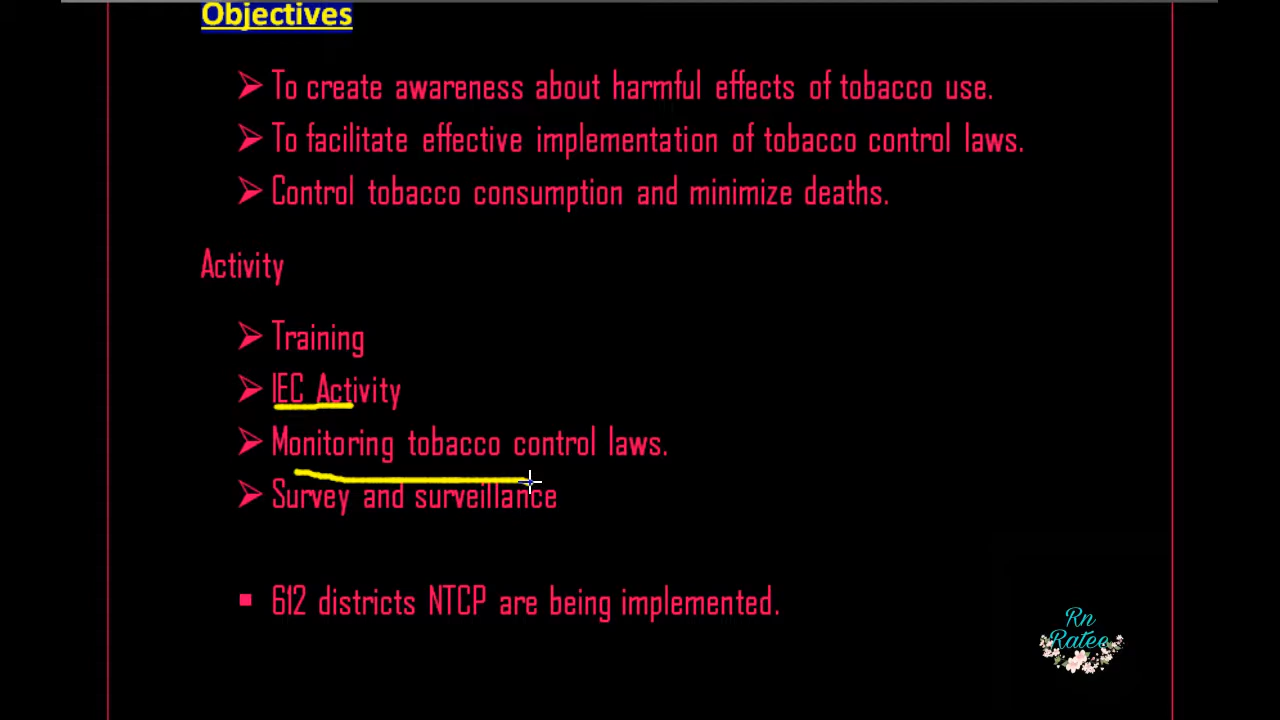 Objectives
➢ To create awareness about harmful effects of tobacco use.
➢ To facilitate effective implementation of tobacco control laws.
➢ Control tobacco consumption and minimize deaths.
Activity
➢ Training
➢ IEC Activity
➢ Monitoring tobacco control laws.
➢ Survey and surveillance
▪ 612 districts NTCP are being implemented.
Rn
Ratee